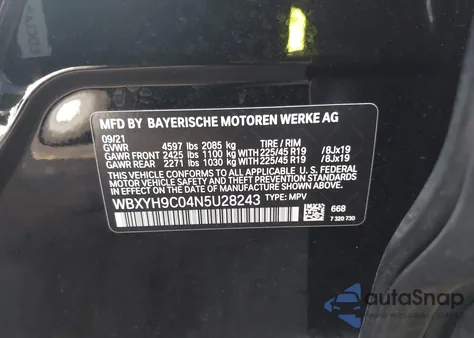 MFD BY BAYERISCHE MOTOREN WERKE AG
09/21
GVWR 4597 lbs 2085 kg TIRE / RIM
GAWR FRONT 2425 lbs 1100 kg WITH 225/45 R19 /8Jx19
GAWR REAR 2271 lbs 1030 kg WITH 225/45 R19 /8Jx19
THIS VEHICLE CONFORMS TO ALL APPLICABLE
FEDERAL MOTOR VEHICLE SAFETY AND
THEFT PREVENTION STANDARDS IN EFFECT
ON THE DATE OF MANUFACTURE SHOWN ABOVE.
WBXYH9C04N5U28243 TYPE: MPV
668
7 320 730
autoSnap